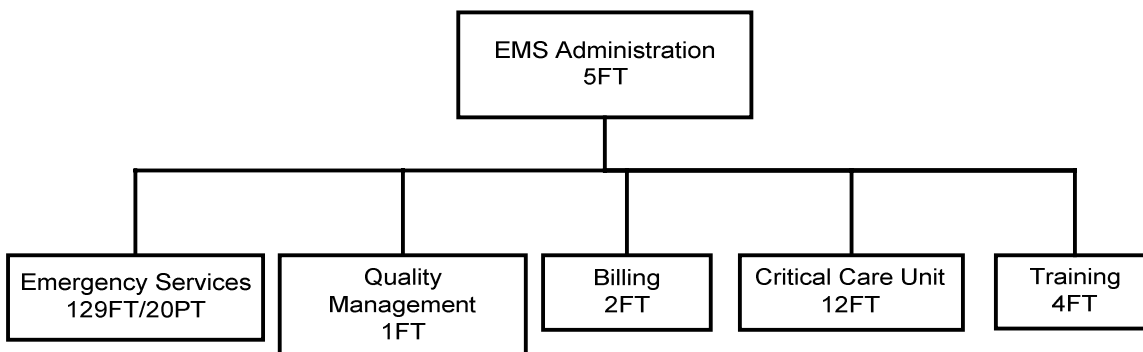 EMS Administration
5FT
Emergency Services
129FT/20PT
Quality
Management
1FT
Billing
2FT
Critical Care Unit
12FT
Training
4FT